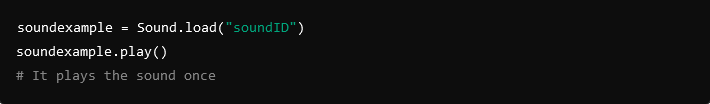 soundexample = Sound.load("soundID")
soundexample.play()
# It plays the sound once